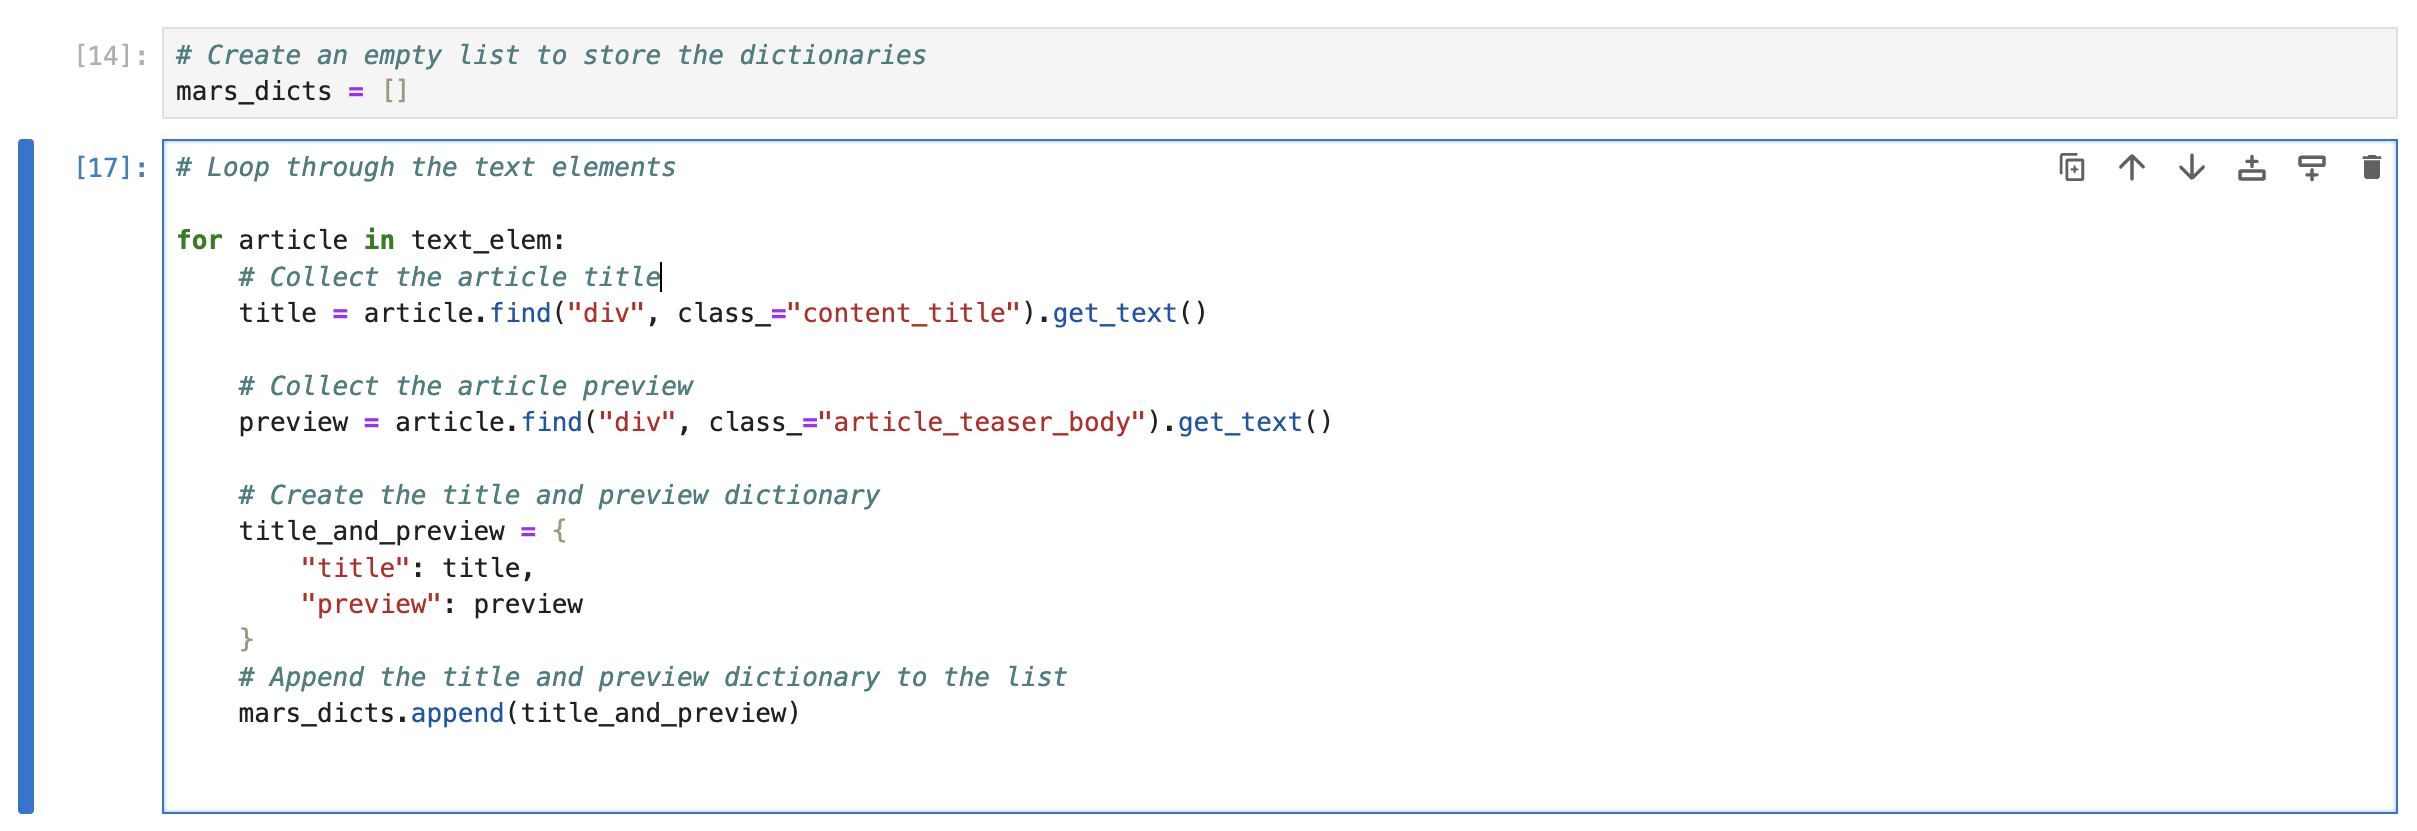 [14]: # Create an empty list to store the dictionaries
mars_dicts = []
[17]: # Loop through the text elements
for article in text_elem:
    # Collect the article title
    title = article.find("div", class_="content_title").get_text()
    # Collect the article preview
    preview = article.find("div", class_="article_teaser_body").get_text()
    # Create the title and preview dictionary
    title_and_preview = {
        "title": title,
        "preview": preview
    }
    # Append the title and preview dictionary to the list
    mars_dicts.append(title_and_preview)